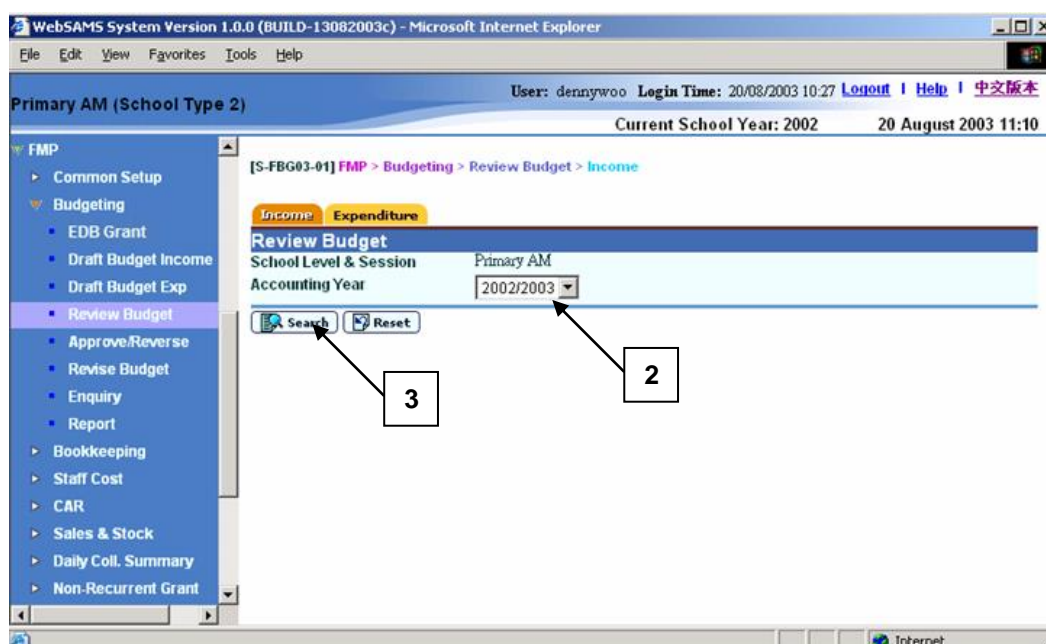 WebSAMS System Version 1.0.0 (BUILD-13082003c) - Microsoft Internet Explorer
File Edit View Favorites Tools Help
Primary AM (School Type 2)
User: dennywoo Login Time: 20/08/2003 10:27 Logout | Help | 中文版本
Current School Year: 2002 20 August 2003 11:10
FMP
Common Setup
Budgeting
EDB Grant
Draft Budget Income
Draft Budget Exp
Review Budget
Approve/Reverse
Revise Budget
Enquiry
Report
Bookkeeping
Staff Cost
CAR
Sales & Stock
Daily Coll. Summary
Non-Recurrent Grant
[S-FBG03-01] FMP > Budgeting > Review Budget > Income
Income Expenditure
Review Budget
School Level & Session Primary AM
Accounting Year 2002/2003
Search Reset
2
3
Internet